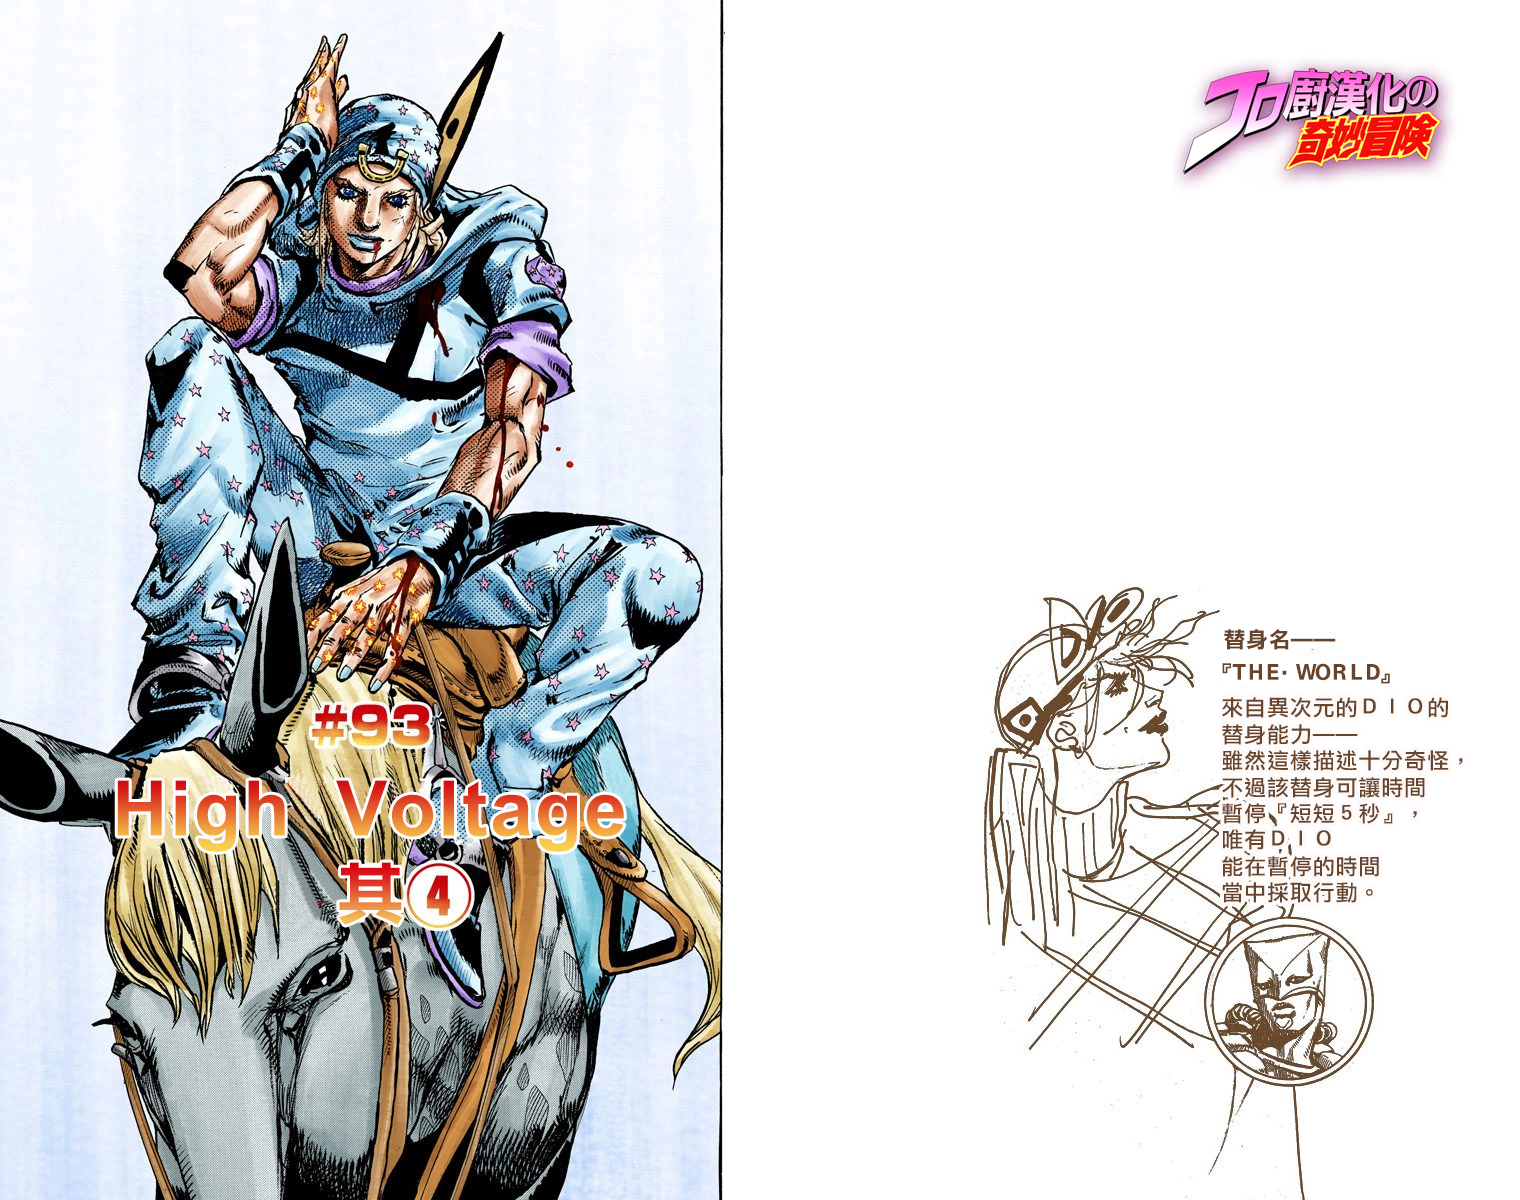 JO廚漢化の
奇妙冒険
替身名——
『THE・WORLD』
來自異次元的DIO的
替身能力——
雖然這樣描述十分奇怪，
不過該替身可讓時間
暫停『短短5秒』，
唯有DIO
能在暫停的時間
當中採取行動。
#93
High Voltage
其④